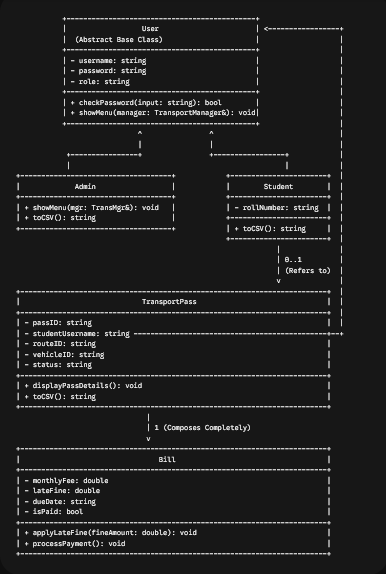 User
(Abstract Base Class)
- username: string
- password: string
- role: string
+ checkPassword(input: string): bool
+ showMenu(manager: TransportManager&): void
Admin
Student
+ showMenu(mgr: TransMgr&): void
- rollNumber: string
+ toCSV(): string
+ toCSV(): string
0..1
(Refers to)
TransportPass
- passID: string
- studentUsername: string
- routeID: string
- vehicleID: string
- status: string
+ displayPassDetails(): void
+ toCSV(): string
1 (Composes Completely)
Bill
- monthlyFee: double
- lateFine: double
- dueDate: string
- isPaid: bool
+ applyLateFine(fineAmount: double): void
+ processPayment(): void